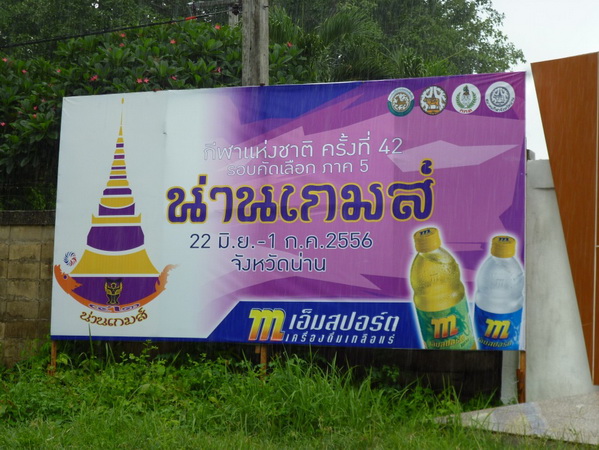 กีฬาแห่งชาติ ครั้งที่ 42
รอบคัดเลือก ภาค 5
น่านเกมส์
22 มิ.ย.-1 ก.ค.2556
จังหวัดน่าน
น่านเกมส์
m เอ็มสปอร์ต
เครื่องดื่มเกลือแร่
m
m